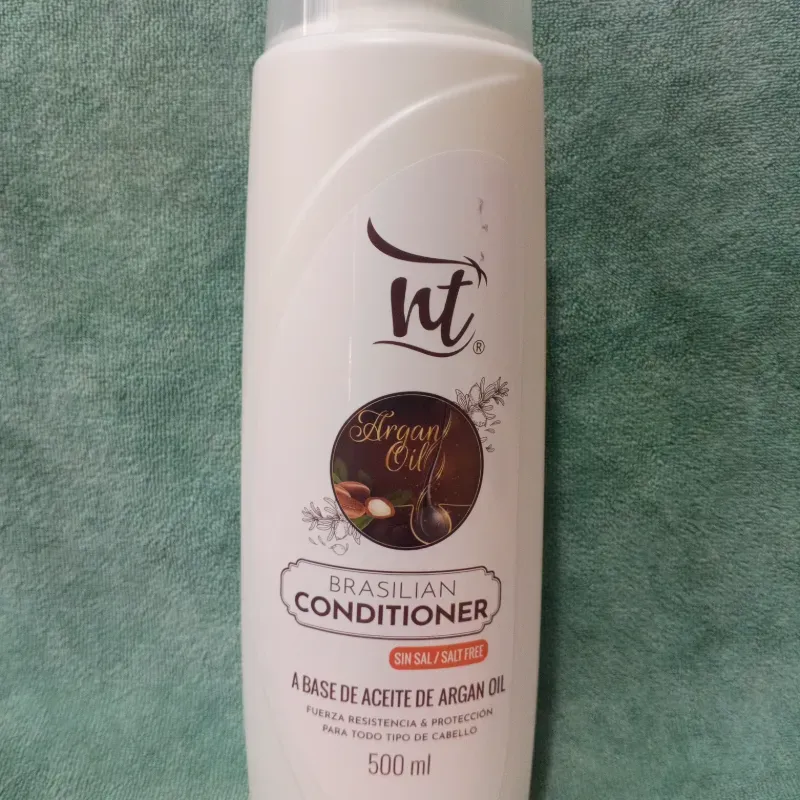 nt
®
Argan
Oil
BRASILIAN
CONDITIONER
SIN SAL / SALT FREE
A BASE DE ACEITE DE ARGAN OIL
FUERZA RESISTENCIA & PROTECCIÓN
PARA TODO TIPO DE CABELLO
500 ml